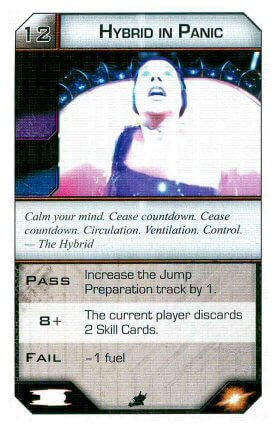 12 HYBRID IN PANIC
Calm your mind. Cease countdown. Cease
countdown. Circulation. Ventilation. Control.
— The Hybrid
PASS Increase the Jump
Preparation track by 1.
8+ The current player discards
2 Skill Cards.
FAIL -1 fuel